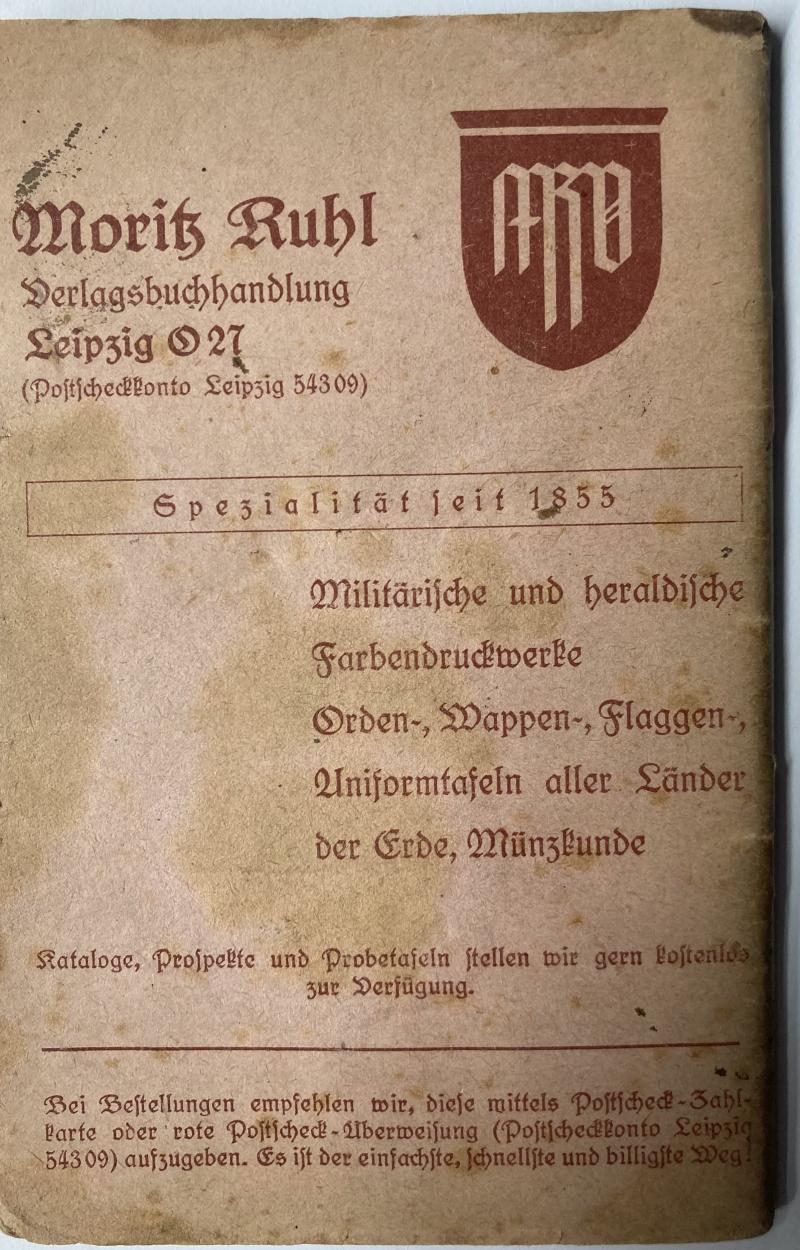 Moritz Ruhl
MRV
Verlagsbuchhandlung
Leipzig O 27
(Postscheckkonto Leipzig 54309)
Spezialität seit 1855
Militärische und heraldische
Farbendruckwerke
Orden-, Wappen-, Flaggen-,
Uniformtafeln aller Länder
der Erde, Münzkunde
Kataloge, Prospekte und Probetafeln stellen wir gern kostenlos
zur Verfügung.
Bei Bestellungen empfehlen wir, diese mittels Postscheck-Zahl-
karte oder rote Postscheck-Überweisung (Postscheckkonto Leipzig
54309) aufzugeben. Es ist der einfachste, schnellste und billigste Weg!